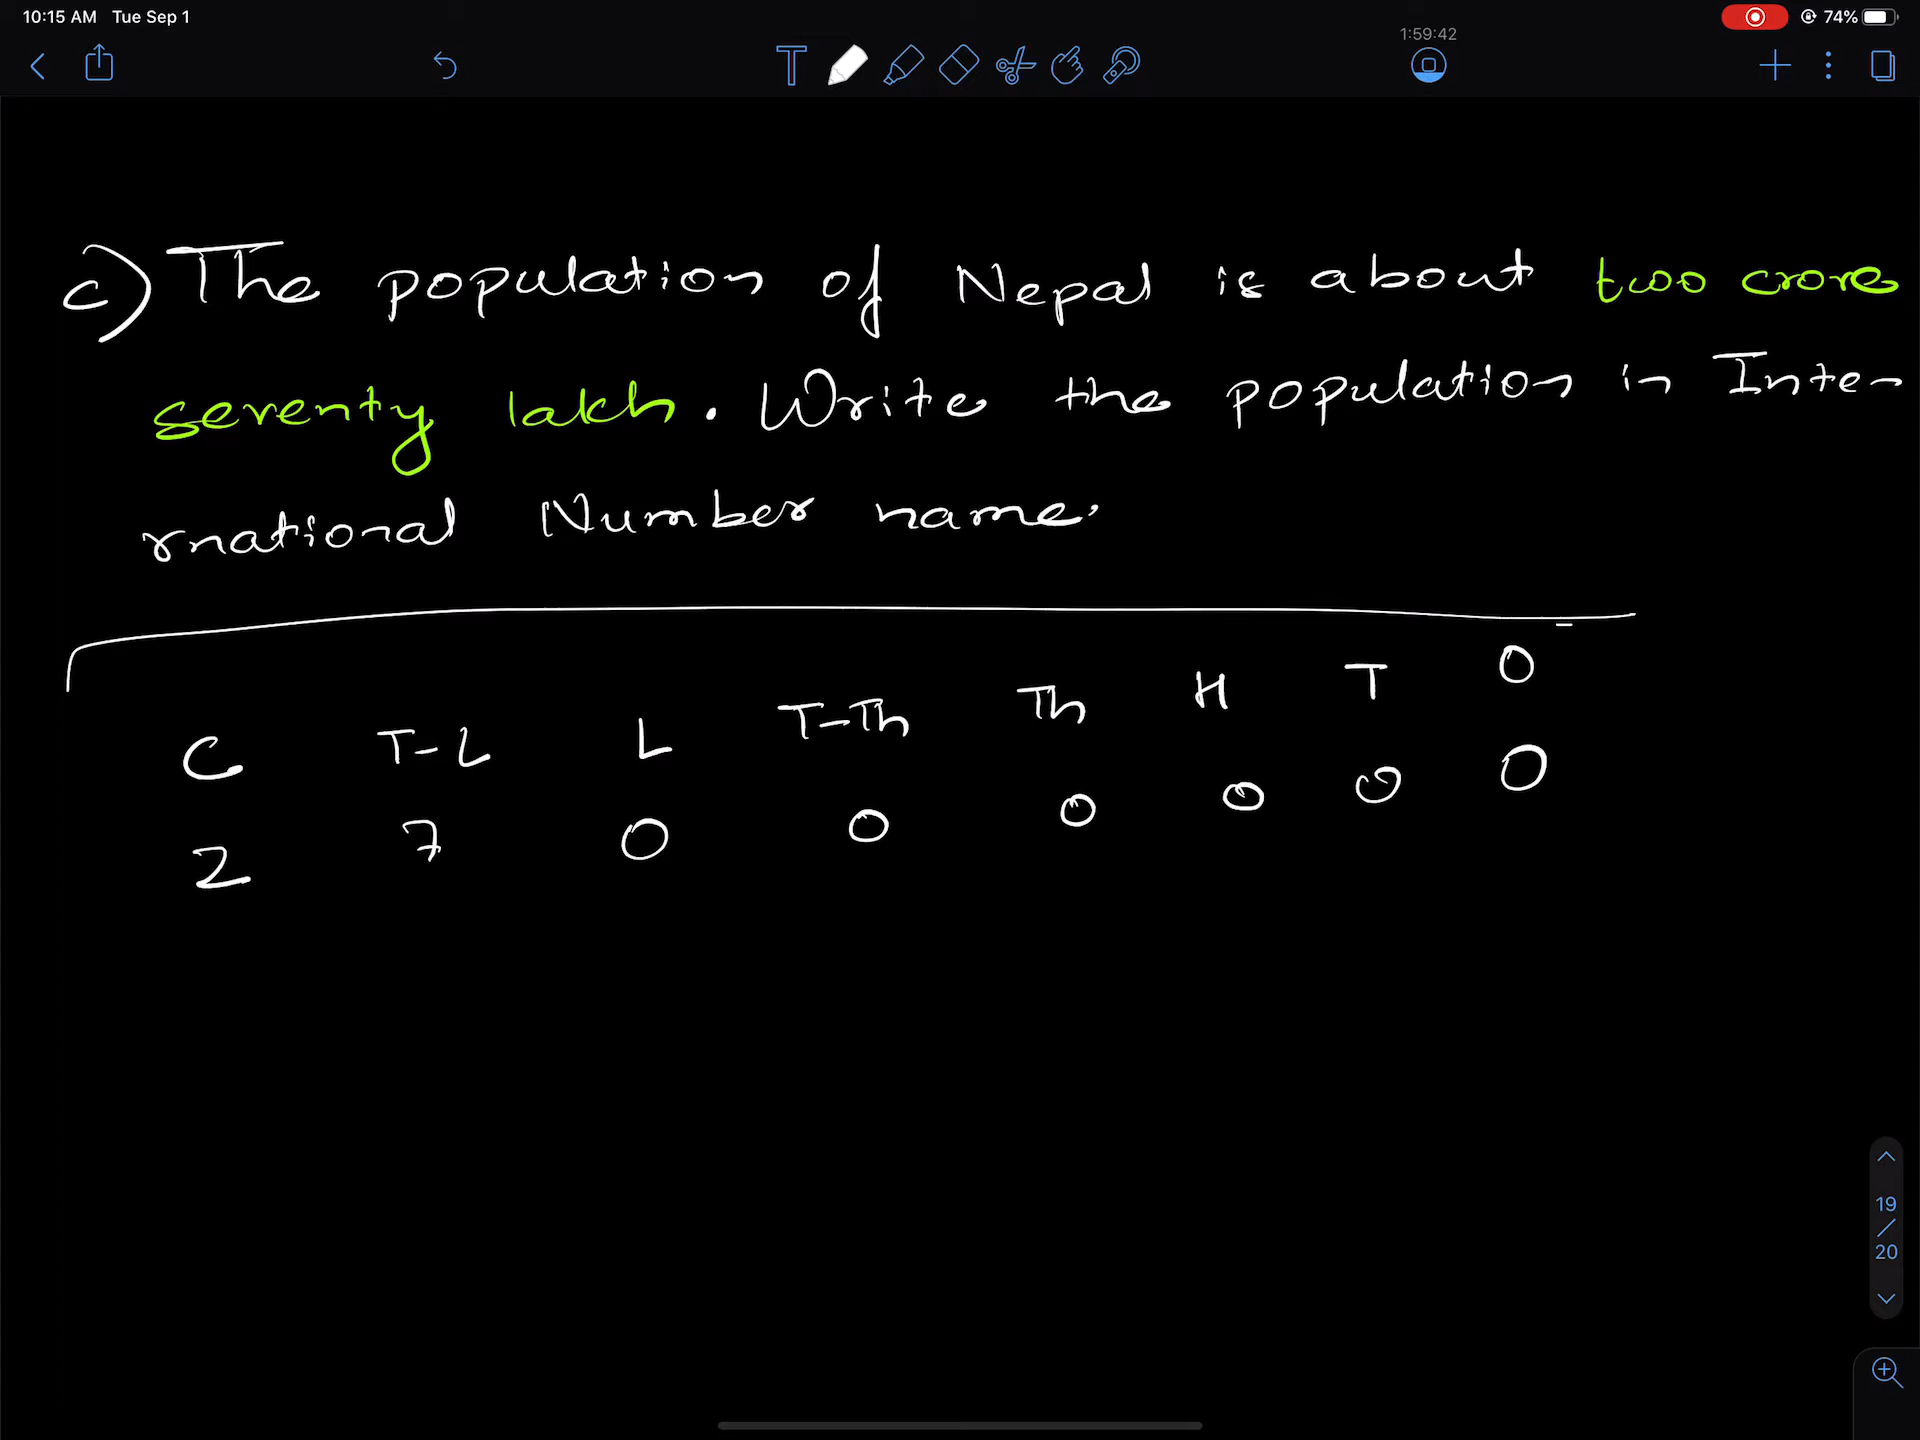 10:15 AM Tue Sep 1
74%
1:59:42
c) The population of Nepal is about two crore
seventy lakh. Write the population in Inte-
rnational Number name.
C T-L L T-Th Th H T O
2 7 0 0 0 0 0 0
19
/
20